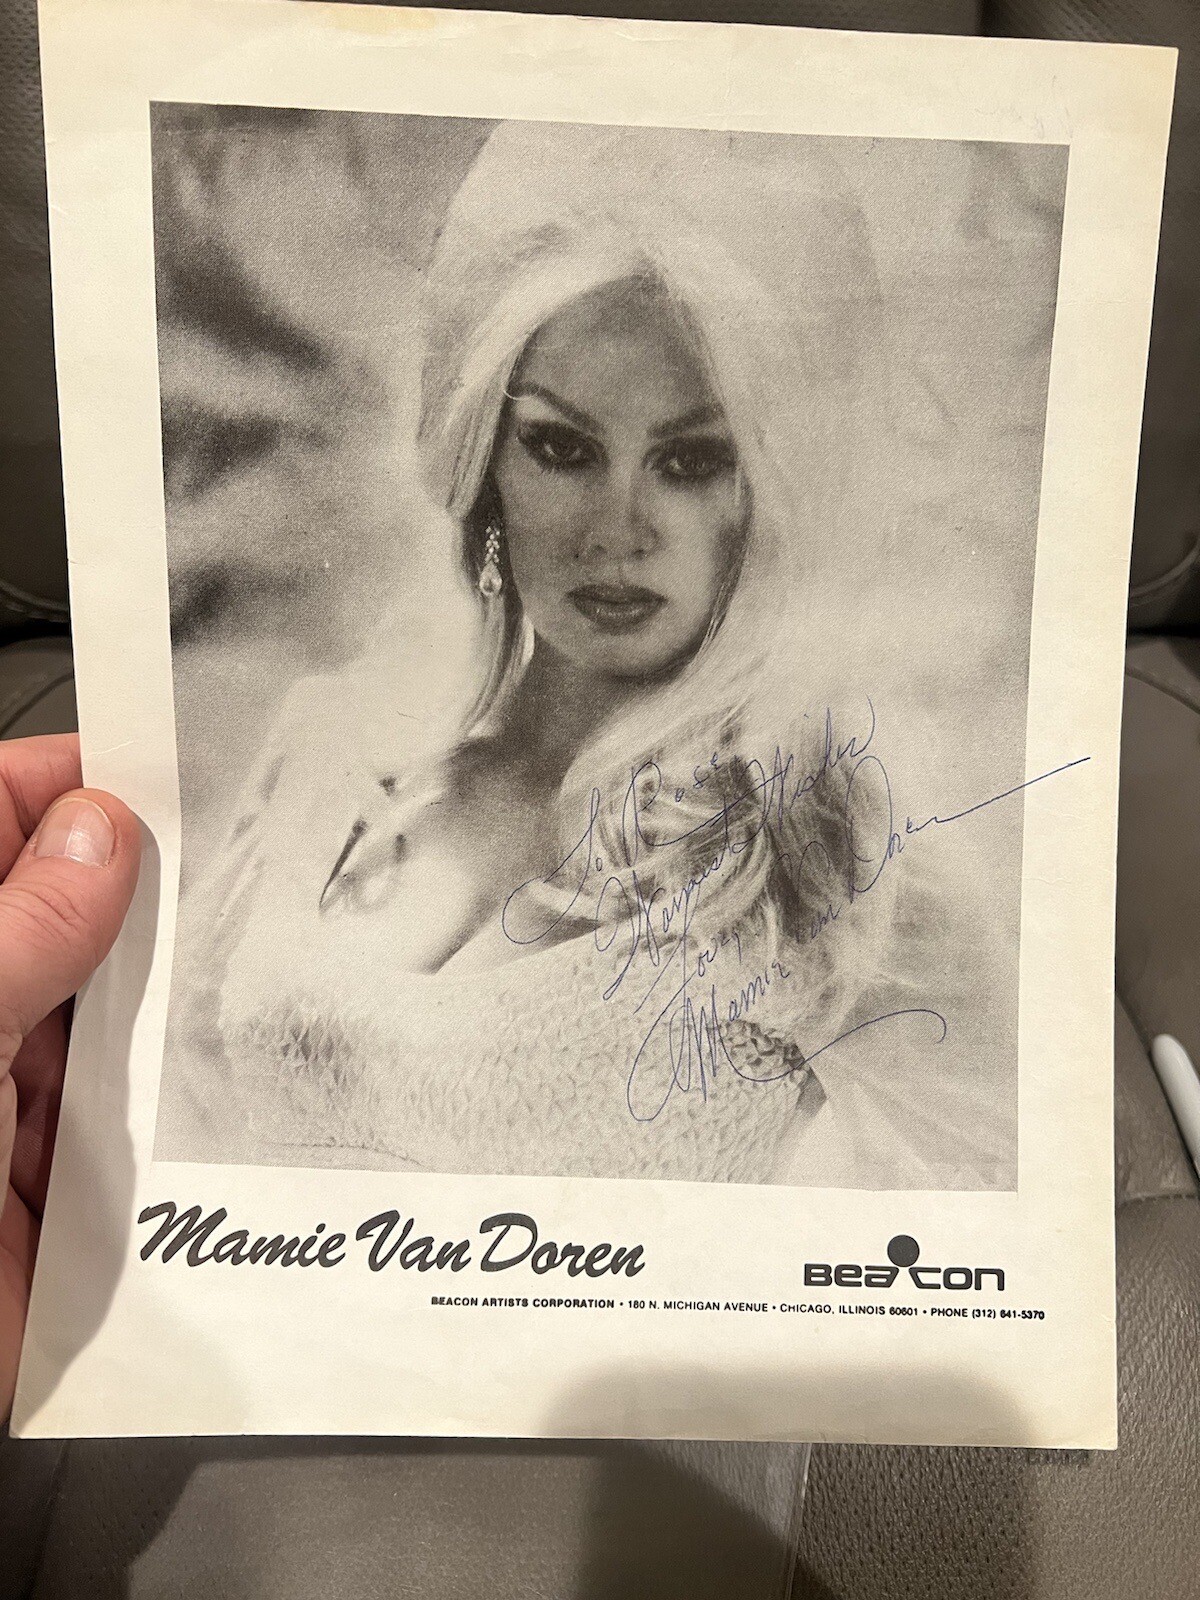 To Rose
Warmest Wishes
Love,
Mamie Van Doren
Mamie Van Doren
BEACON
BEACON ARTISTS CORPORATION • 180 N. MICHIGAN AVENUE • CHICAGO, ILLINOIS 60601 • PHONE (312) 641-5370